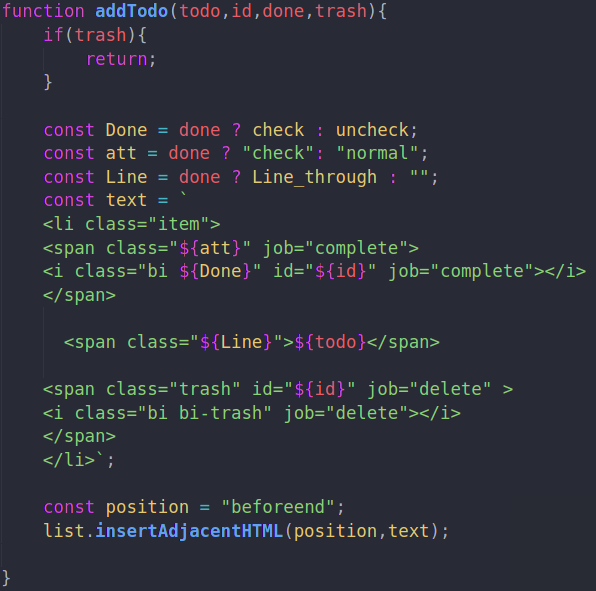 function addTodo(todo,id,done,trash){
if(trash){
return;
}
const Done = done ? check : uncheck;
const att = done ? "check": "normal";
const Line = done ? Line_through : "";
const text = `
<li class="item">
<span class="${att}" job="complete">
<i class="bi ${Done}" id="${id}" job="complete"></i>
</span>
<span class="${Line}">${todo}</span>
<span class="trash" id="${id}" job="delete" >
<i class="bi bi-trash" job="delete"></i>
</span>
</li>`;
const position = "beforeend";
list.insertAdjacentHTML(position,text);
}